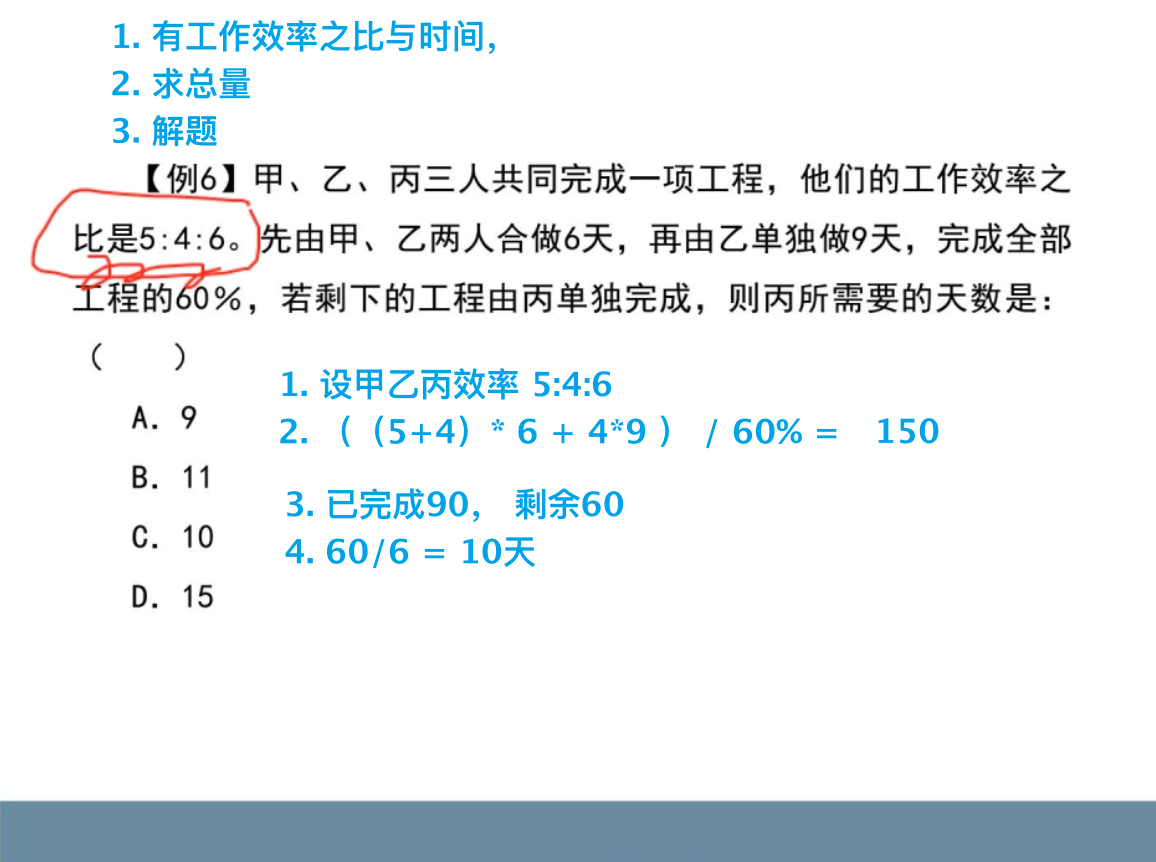 1. 有工作效率之比与时间，
2. 求总量
3. 解题
【例6】甲、乙、丙三人共同完成一项工程，他们的工作效率之
比是5:4:6。先由甲、乙两人合做6天，再由乙单独做9天，完成全部
工程的60％，若剩下的工程由丙单独完成，则丙所需要的天数是：
（　　）
A. 9
B. 11
C. 10
D. 15
1. 设甲乙丙效率 5:4:6
2. （（5+4）* 6 + 4*9 ） / 60% = 150
3. 已完成90， 剩余60
4. 60/6 = 10天